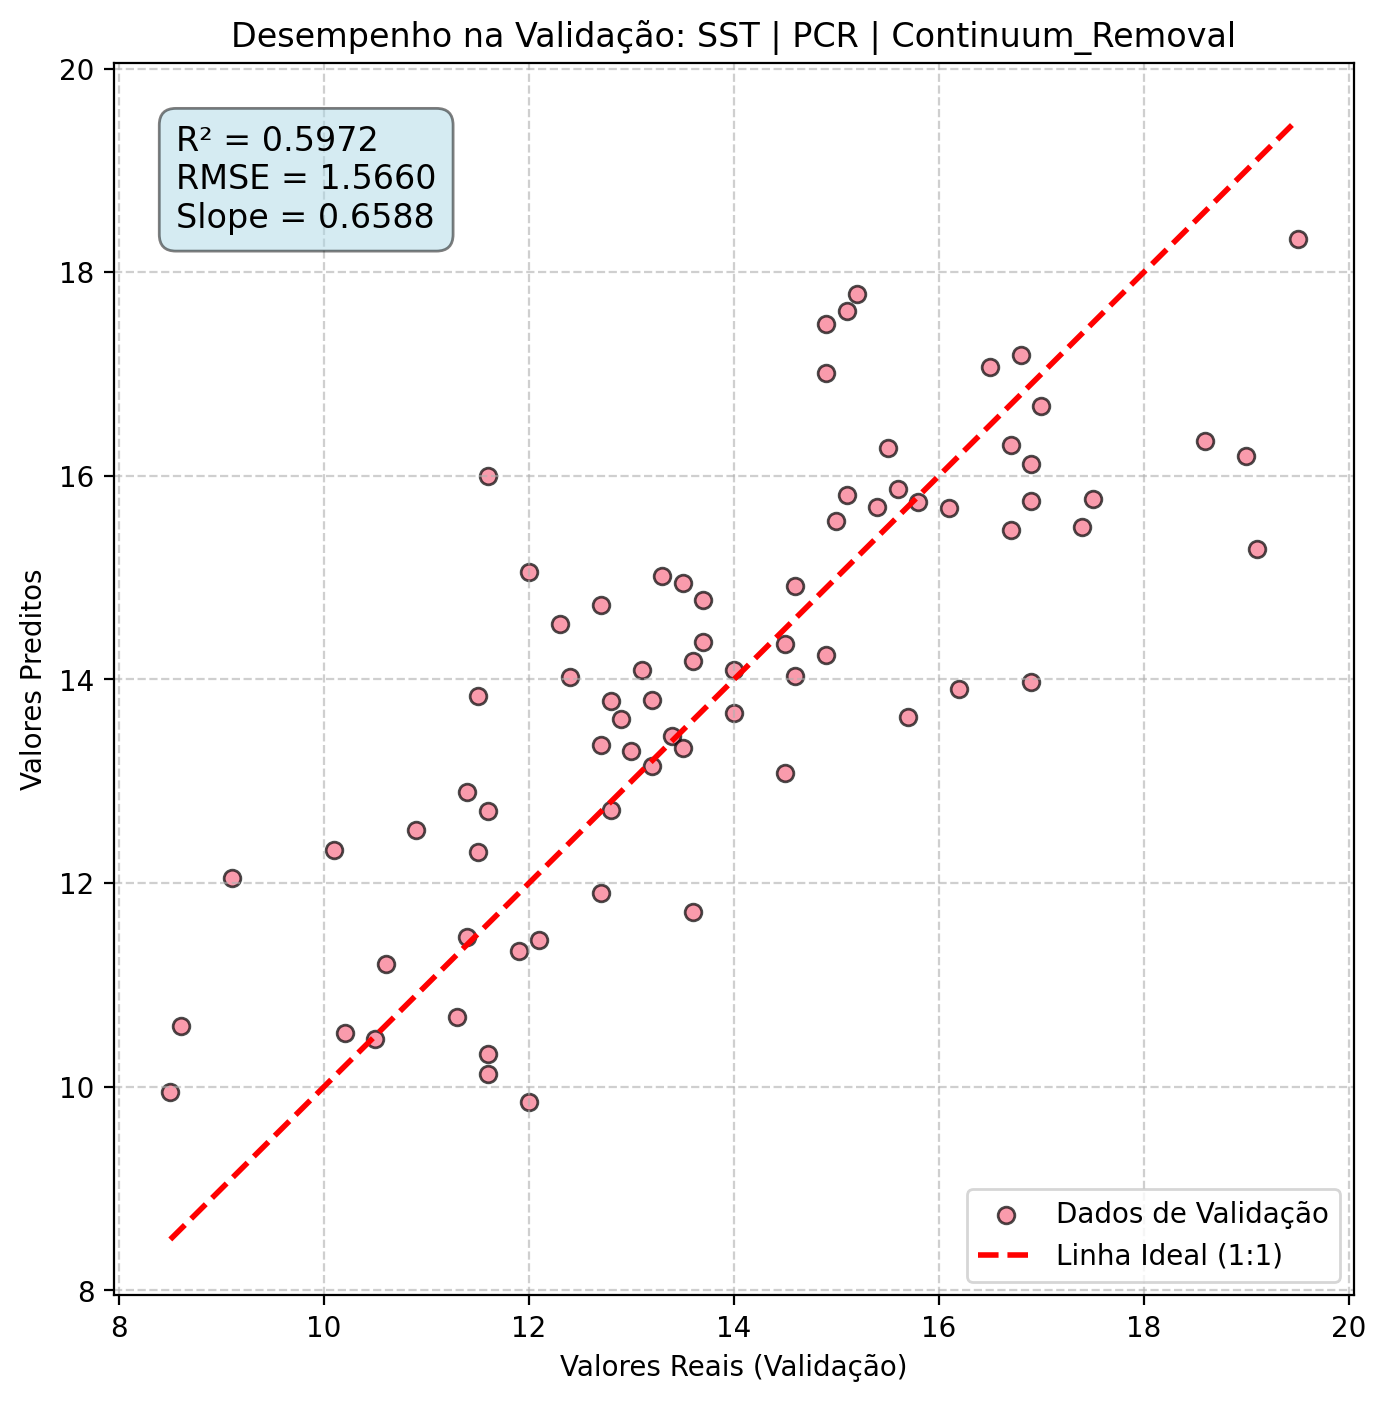 Desempenho na Validação: SST | PCR | Continuum_Removal
20
R² = 0.5972
RMSE = 1.5660
Slope = 0.6588
18
16
14
12
10
8
Valores Preditos
Dados de Validação
Linha Ideal (1:1)
8 10 12 14 16 18 20
Valores Reais (Validação)